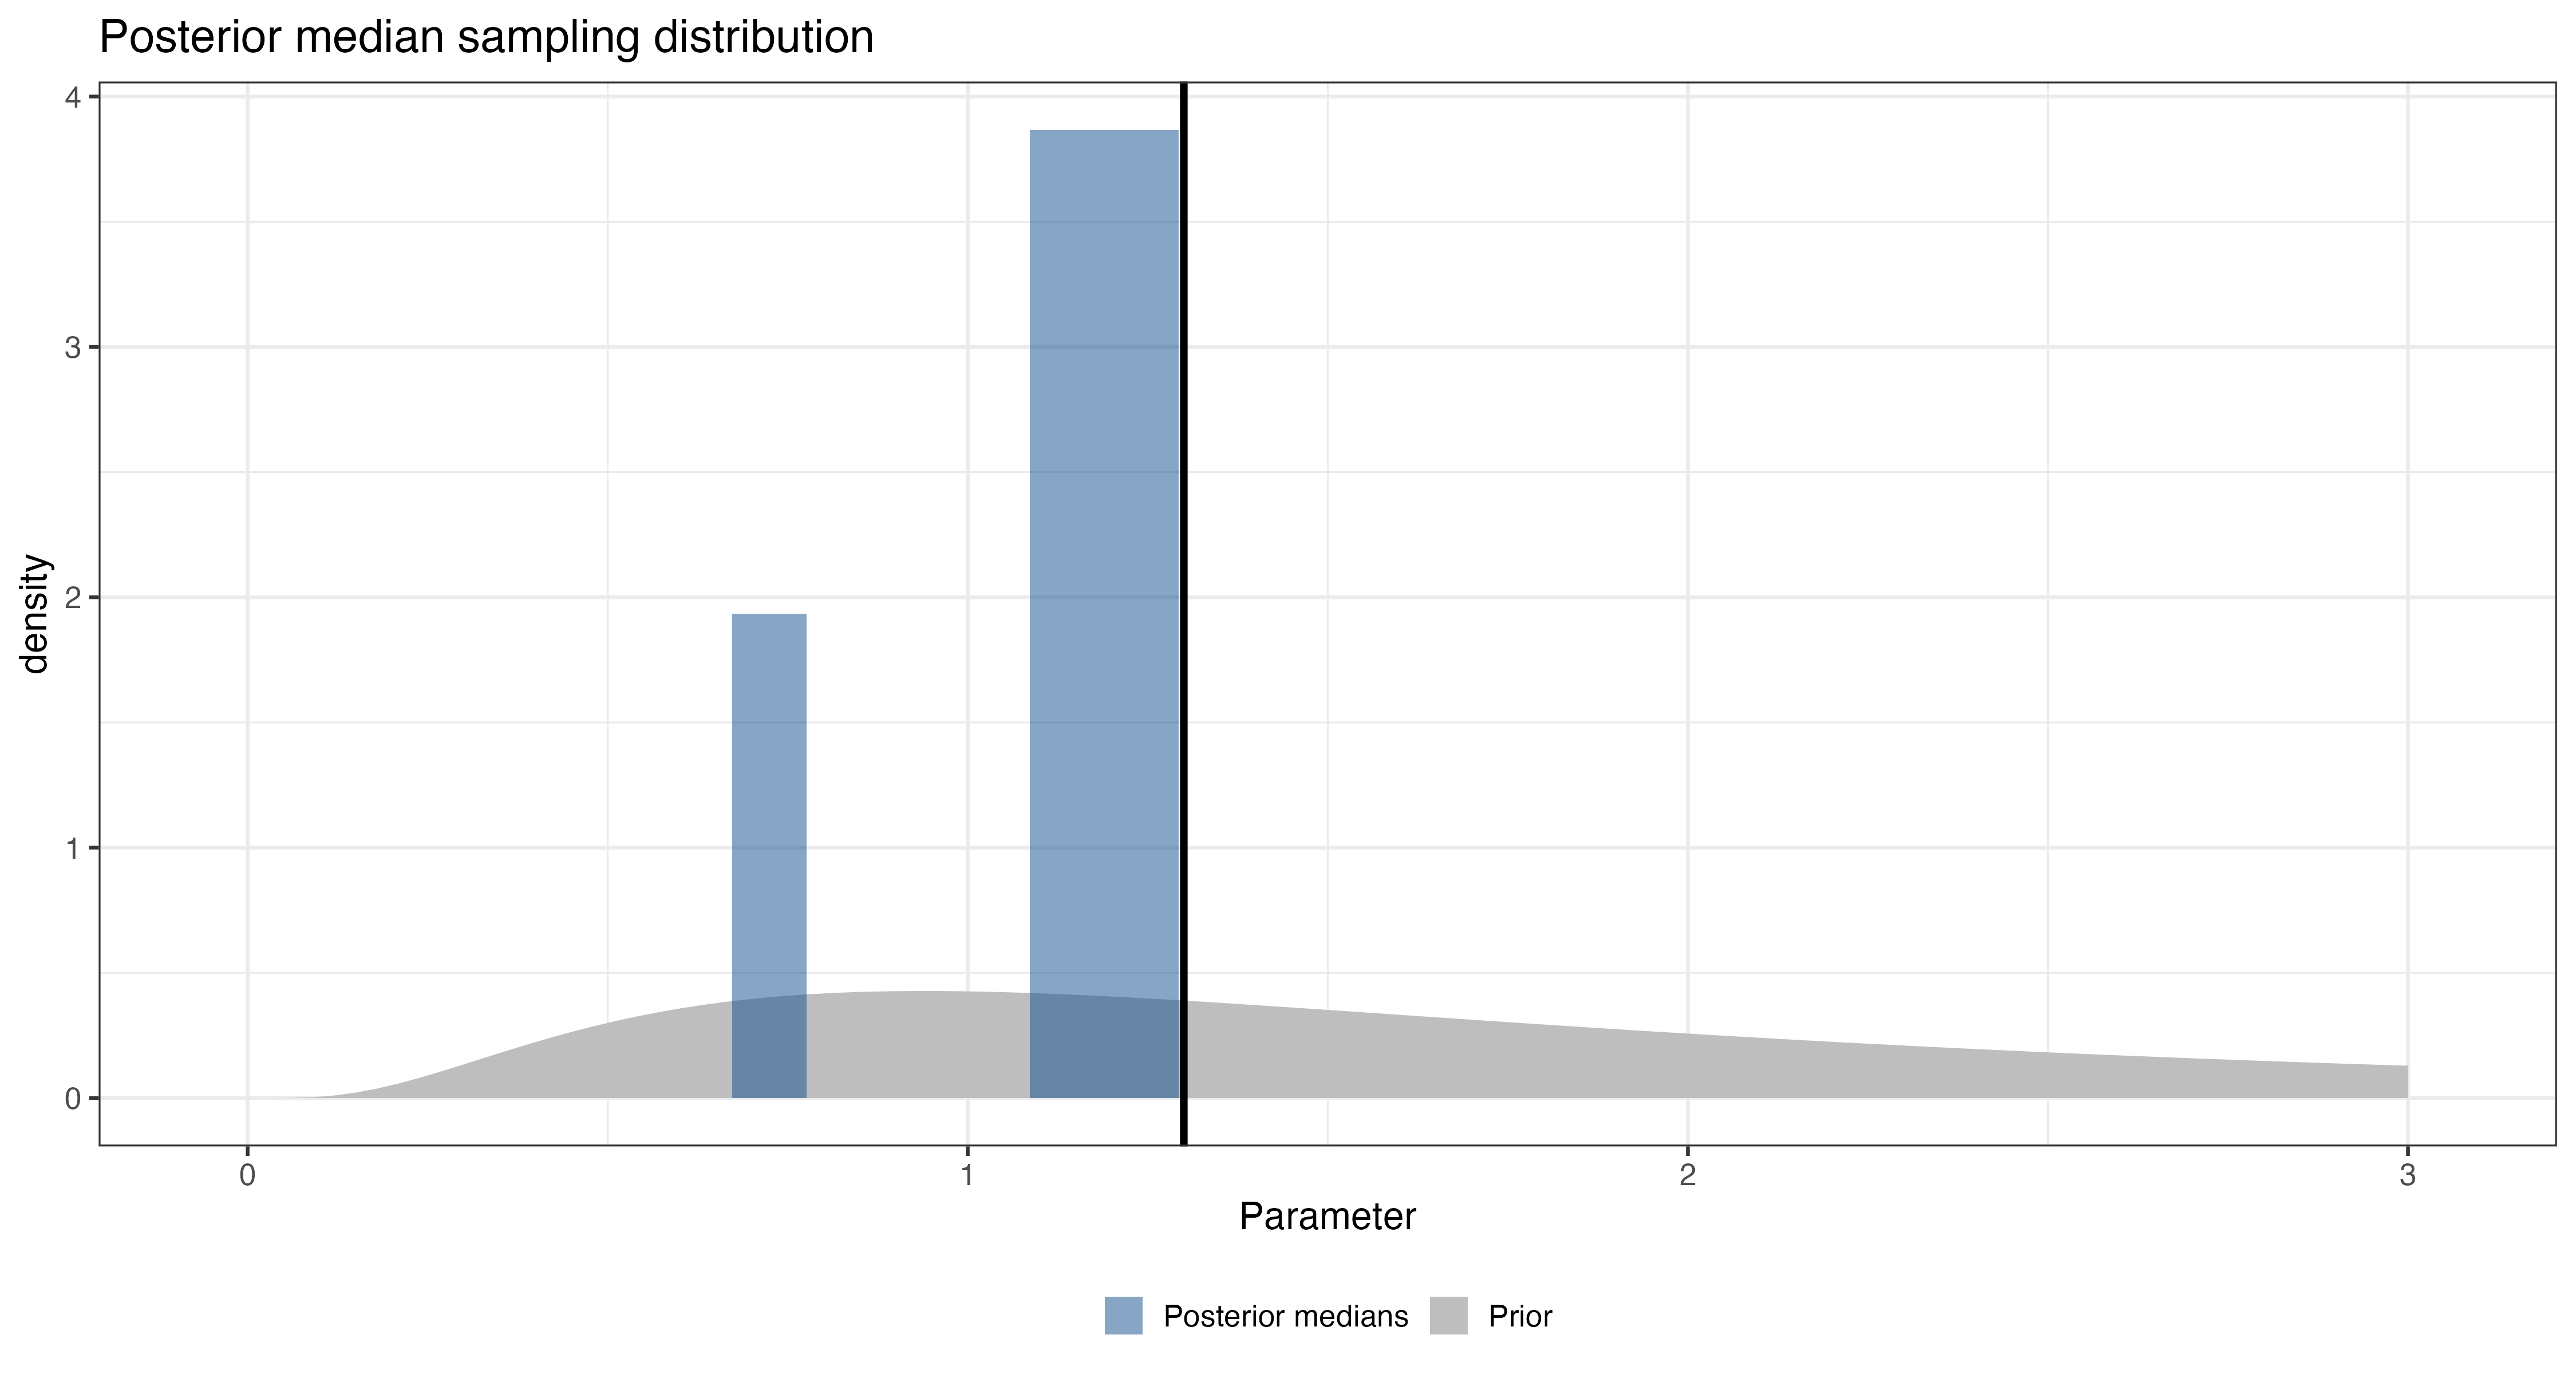 Posterior median sampling distribution
4
3
2
1
0
density
0 1 2 3
Parameter
Posterior medians Prior